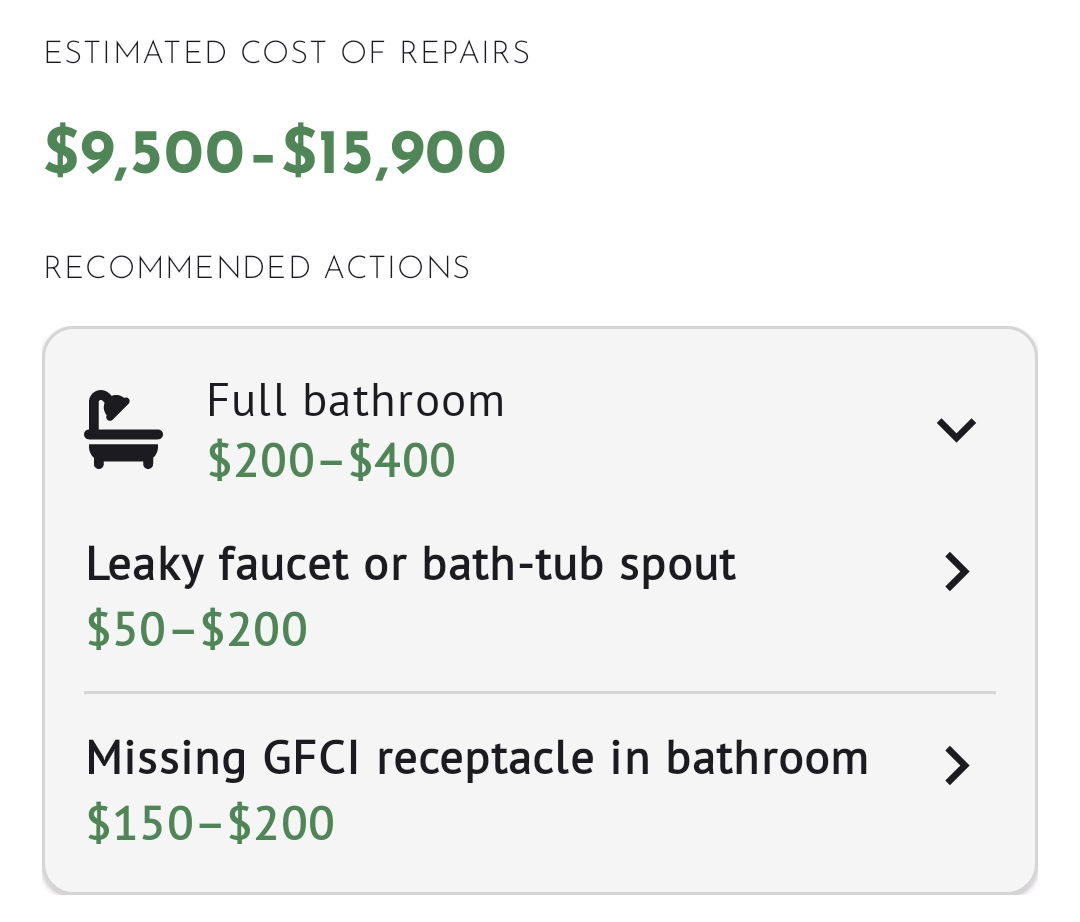 ESTIMATED COST OF REPAIRS
$9,500–$15,900
RECOMMENDED ACTIONS
Full bathroom
$200–$400
Leaky faucet or bath-tub spout
$50–$200
Missing GFCI receptacle in bathroom
$150–$200